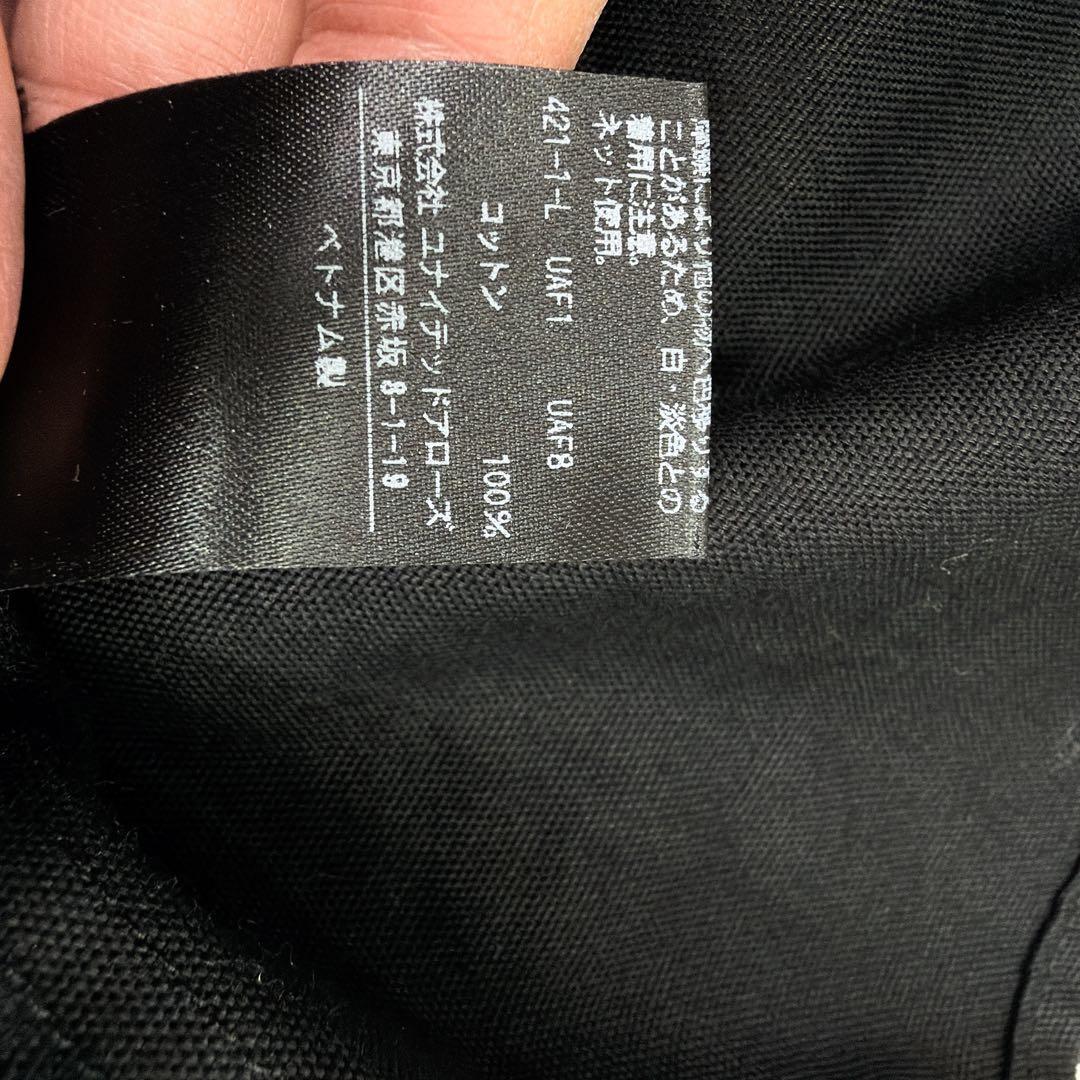 ことがあるため、白・淡色との
着用に注意。
ネット使用。
421-1-L UAF1 UAF8
コットン 100%
株式会社 ユナイテッドアローズ
東京都港区赤坂 8-1-19
ベトナム製